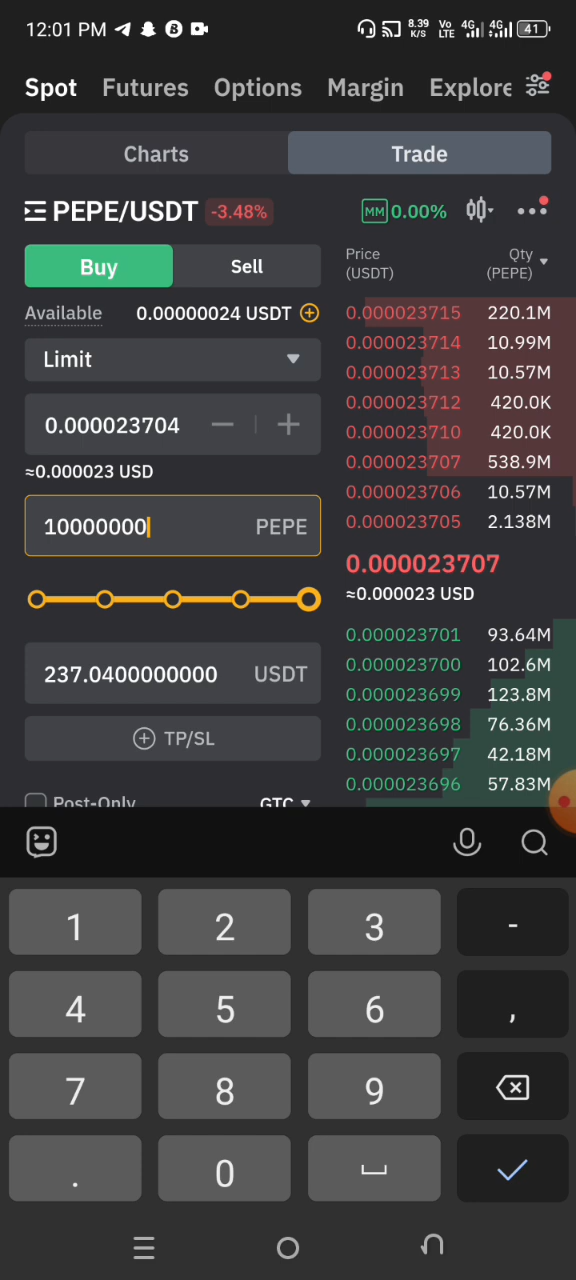 12:01 PM
8.39 K/S Vo LTE 4G 4G 41
Spot Futures Options Margin Explore
Charts Trade
PEPE/USDT -3.48% MM 0.00%
Buy Sell
Available 0.00000024 USDT
Limit
0.000023704
≈0.000023 USD
10000000 PEPE
237.0400000000 USDT
TP/SL
Post-Only GTC
Price Qty
(USDT) (PEPE)
0.000023715 220.1M
0.000023714 10.99M
0.000023713 10.57M
0.000023712 420.0K
0.000023710 420.0K
0.000023707 538.9M
0.000023706 10.57M
0.000023705 2.138M
0.000023707
≈0.000023 USD
0.000023701 93.64M
0.000023700 102.6M
0.000023699 123.8M
0.000023698 76.36M
0.000023697 42.18M
0.000023696 57.83M
1 2 3 -
4 5 6 ,
7 8 9
. 0